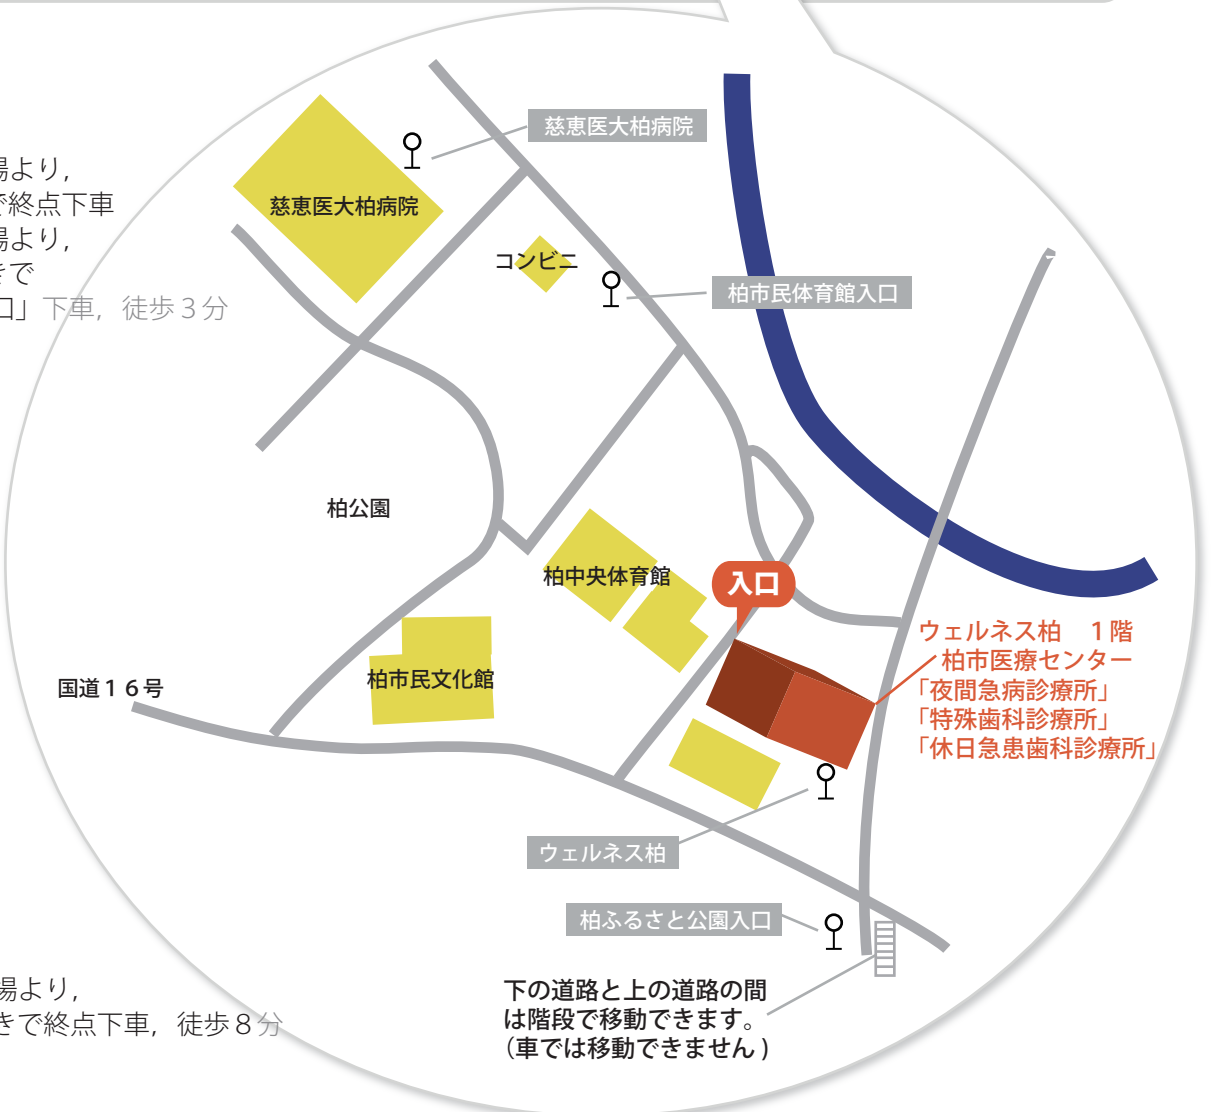 慈恵医大柏病院
場より,
で終点下車
場より,
きで
口」下車, 徒歩３分
慈恵医大柏病院
コンビニ
柏市民体育館入口
柏公園
柏中央体育館
入口
ウェルネス柏　１階
柏市医療センター
「夜間急病診療所」
「特殊歯科診療所」
「休日急患歯科診療所」
柏市民文化館
国道１６号
ウェルネス柏
柏ふるさと公園入口
下の道路と上の道路の間
は階段で移動できます。
（車では移動できません )
場より,
きで終点下車, 徒歩８分